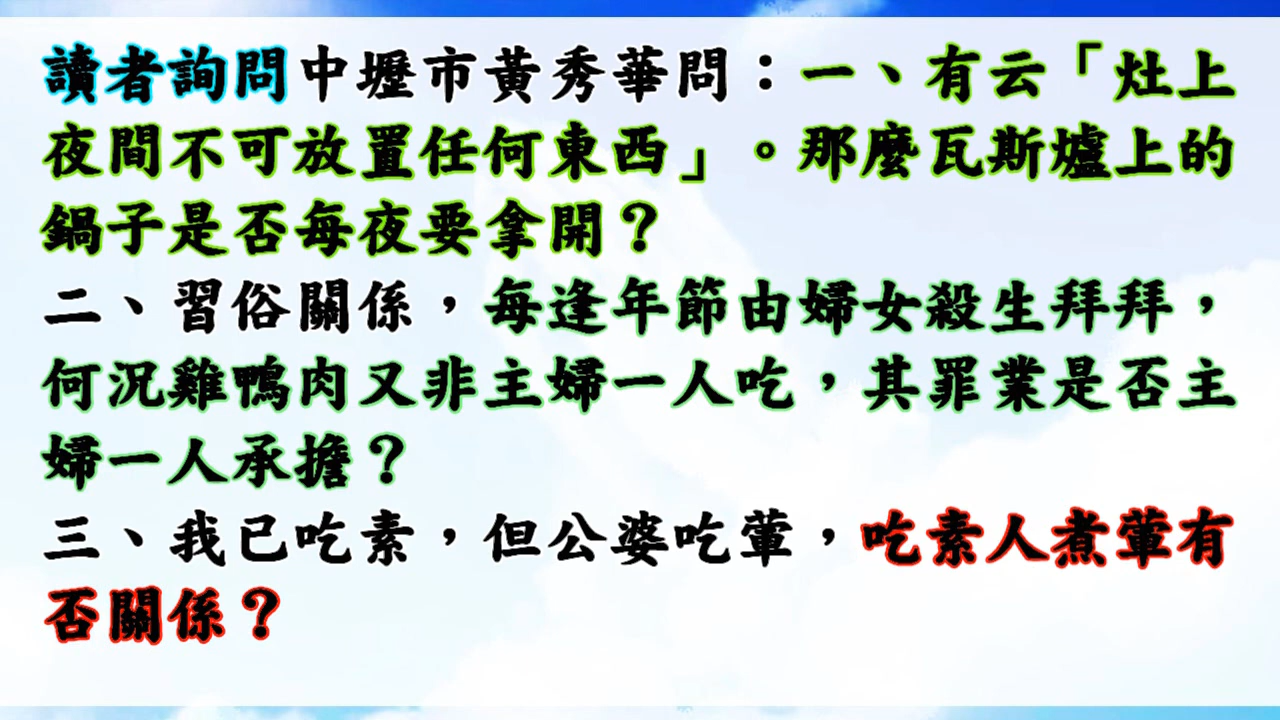 讀者詢問中壢市黃秀華問：一、有云「灶上
夜間不可放置任何東西」。那麼瓦斯爐上的
鍋子是否每夜要拿開？
二、習俗關係，每逢年節由婦女殺生拜拜，
何況雞鴨肉又非主婦一人吃，其罪業是否主
婦一人承擔？
三、我已吃素，但公婆吃葷，吃素人煮葷有
否關係？